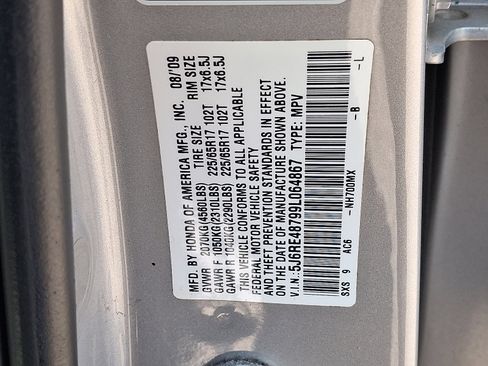 MFD. BY HONDA OF AMERICA MFG., INC. 08/'09
TIRE SIZE RIM SIZE
GVWR 2070KG(4560LBS)
GAWR F 1050KG(2310LBS) 225/65R17 102T 17x6.5J
GAWR R 1040KG(2290LBS) 225/65R17 102T 17x6.5J
THIS VEHICLE CONFORMS TO ALL APPLICABLE
FEDERAL MOTOR VEHICLE SAFETY
AND THEFT PREVENTION STANDARDS IN EFFECT
ON THE DATE OF MANUFACTURE SHOWN ABOVE.
V.I.N.:5J6RE48799L064867 TYPE: MPV
SXS 9 AC6 -NH700MX -B -L